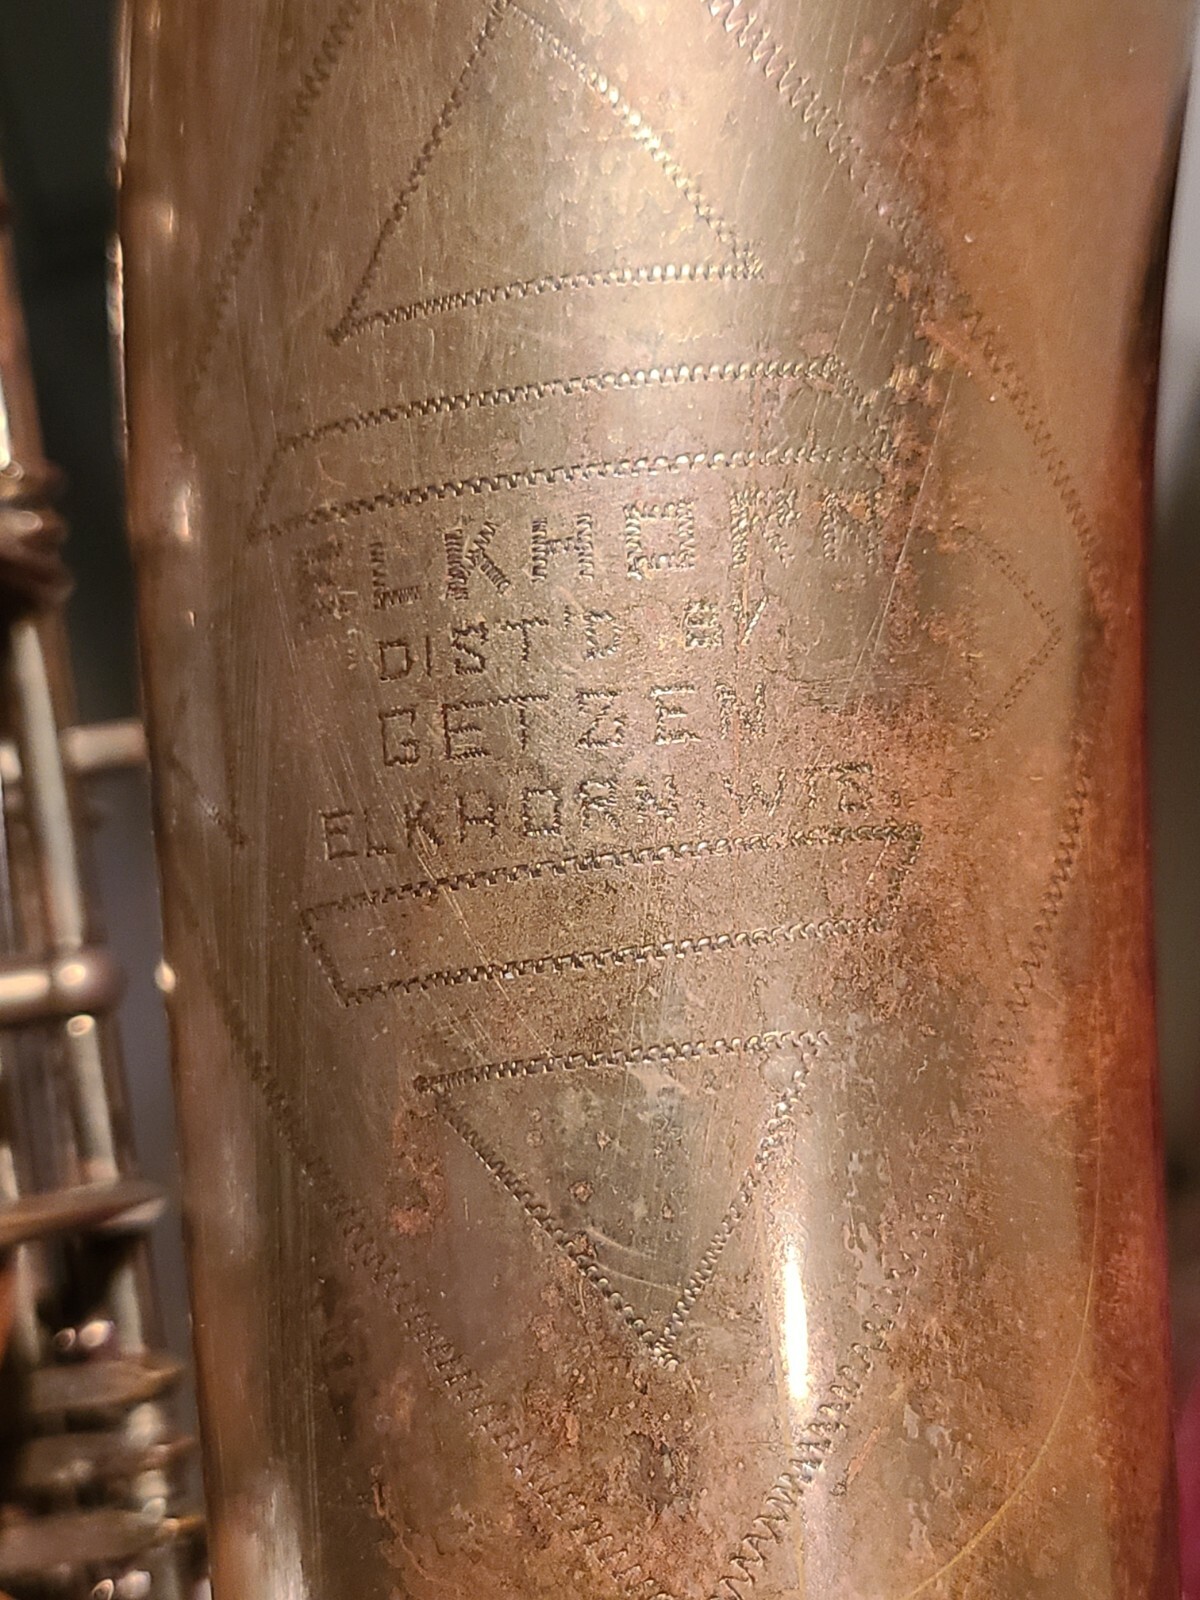 ELKHORN
DIST'D BY
GETZEN
ELKHORN, WIS.